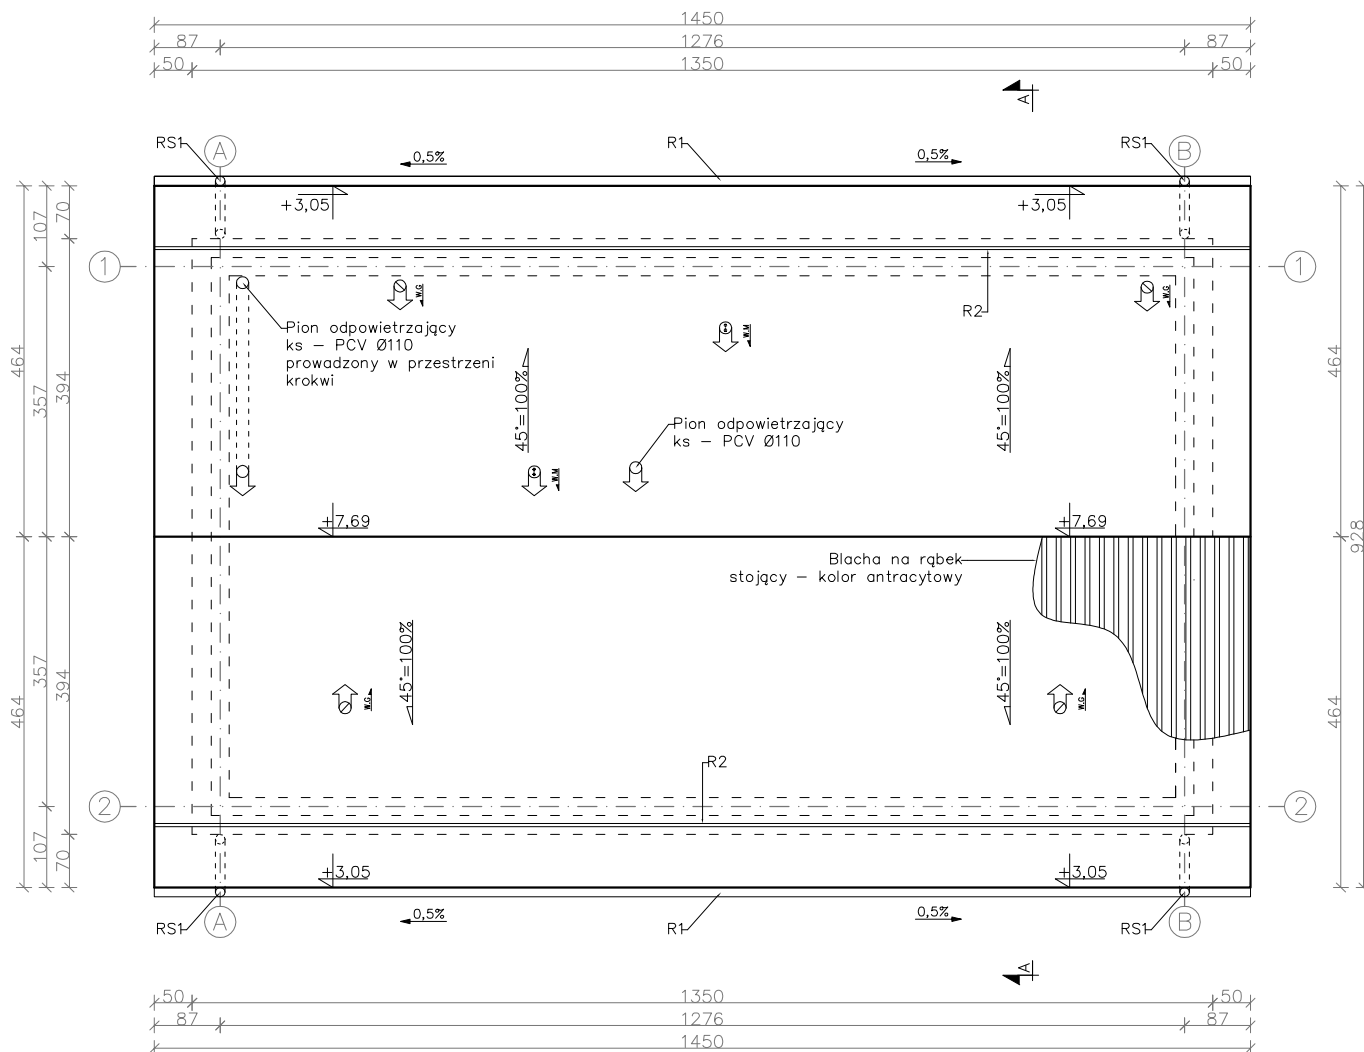 1450
87
1276
87
50
1350
50
A
RS1
A
0,5%
R1
0,5%
RS1
B
+3,05
+3,05
107
70
1
1
R2
W.G
W.G
W.M
Pion odpowietrzający
ks – PCV Ø110
prowadzony w przestrzeni
krokwi
464
357
394
45°=100%
45°=100%
464
Pion odpowietrzający
ks – PCV Ø110
W.M
+7,69
+7,69
928
Blacha na rąbek
stojący – kolor antracytowy
45°=100%
45°=100%
464
357
394
464
W.G
W.G
R2
2
2
107
70
+3,05
+3,05
RS1
A
0,5%
R1
0,5%
RS1
B
A
50
1350
50
87
1276
87
1450